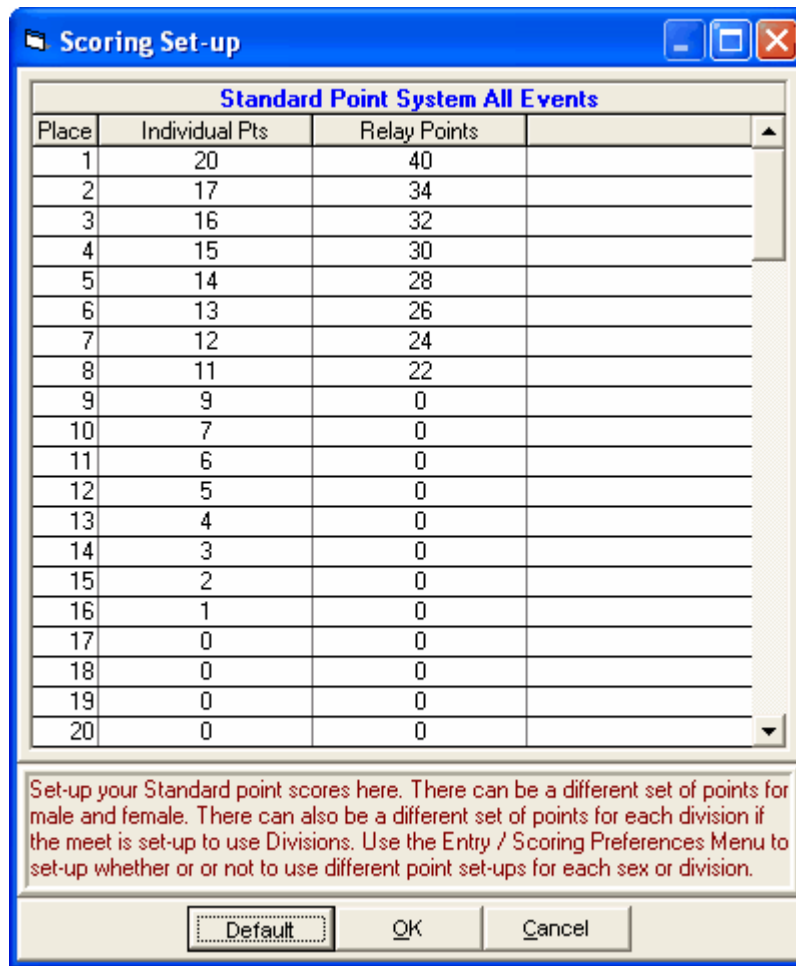 Scoring Set-up
Standard Point System All Events
Place Individual Pts Relay Points
1 20 40
2 17 34
3 16 32
4 15 30
5 14 28
6 13 26
7 12 24
8 11 22
9 9 0
10 7 0
11 6 0
12 5 0
13 4 0
14 3 0
15 2 0
16 1 0
17 0 0
18 0 0
19 0 0
20 0 0
Set-up your Standard point scores here. There can be a different set of points for
male and female. There can also be a different set of points for each division if
the meet is set-up to use Divisions. Use the Entry / Scoring Preferences Menu to
set-up whether or or not to use different point set-ups for each sex or division.
Default OK Cancel